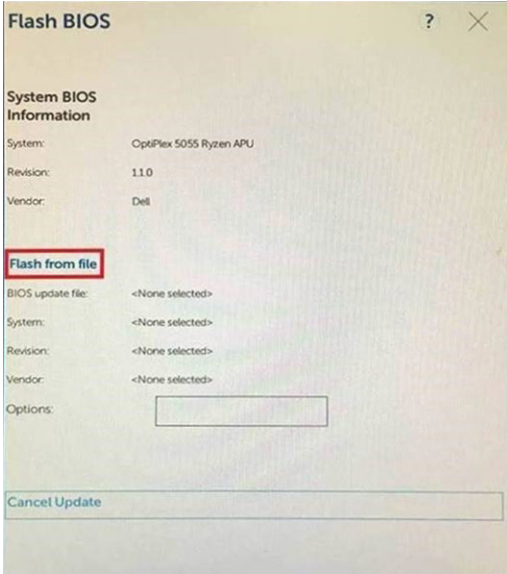 Flash BIOS ?
System BIOS
Information
System: OptiPlex 5055 Ryzen APU
Revision: 1.1.0
Vendor: Dell
Flash from file
BIOS update file: <None selected>
System: <None selected>
Revision: <None selected>
Vendor: <None selected>
Options:
Cancel Update